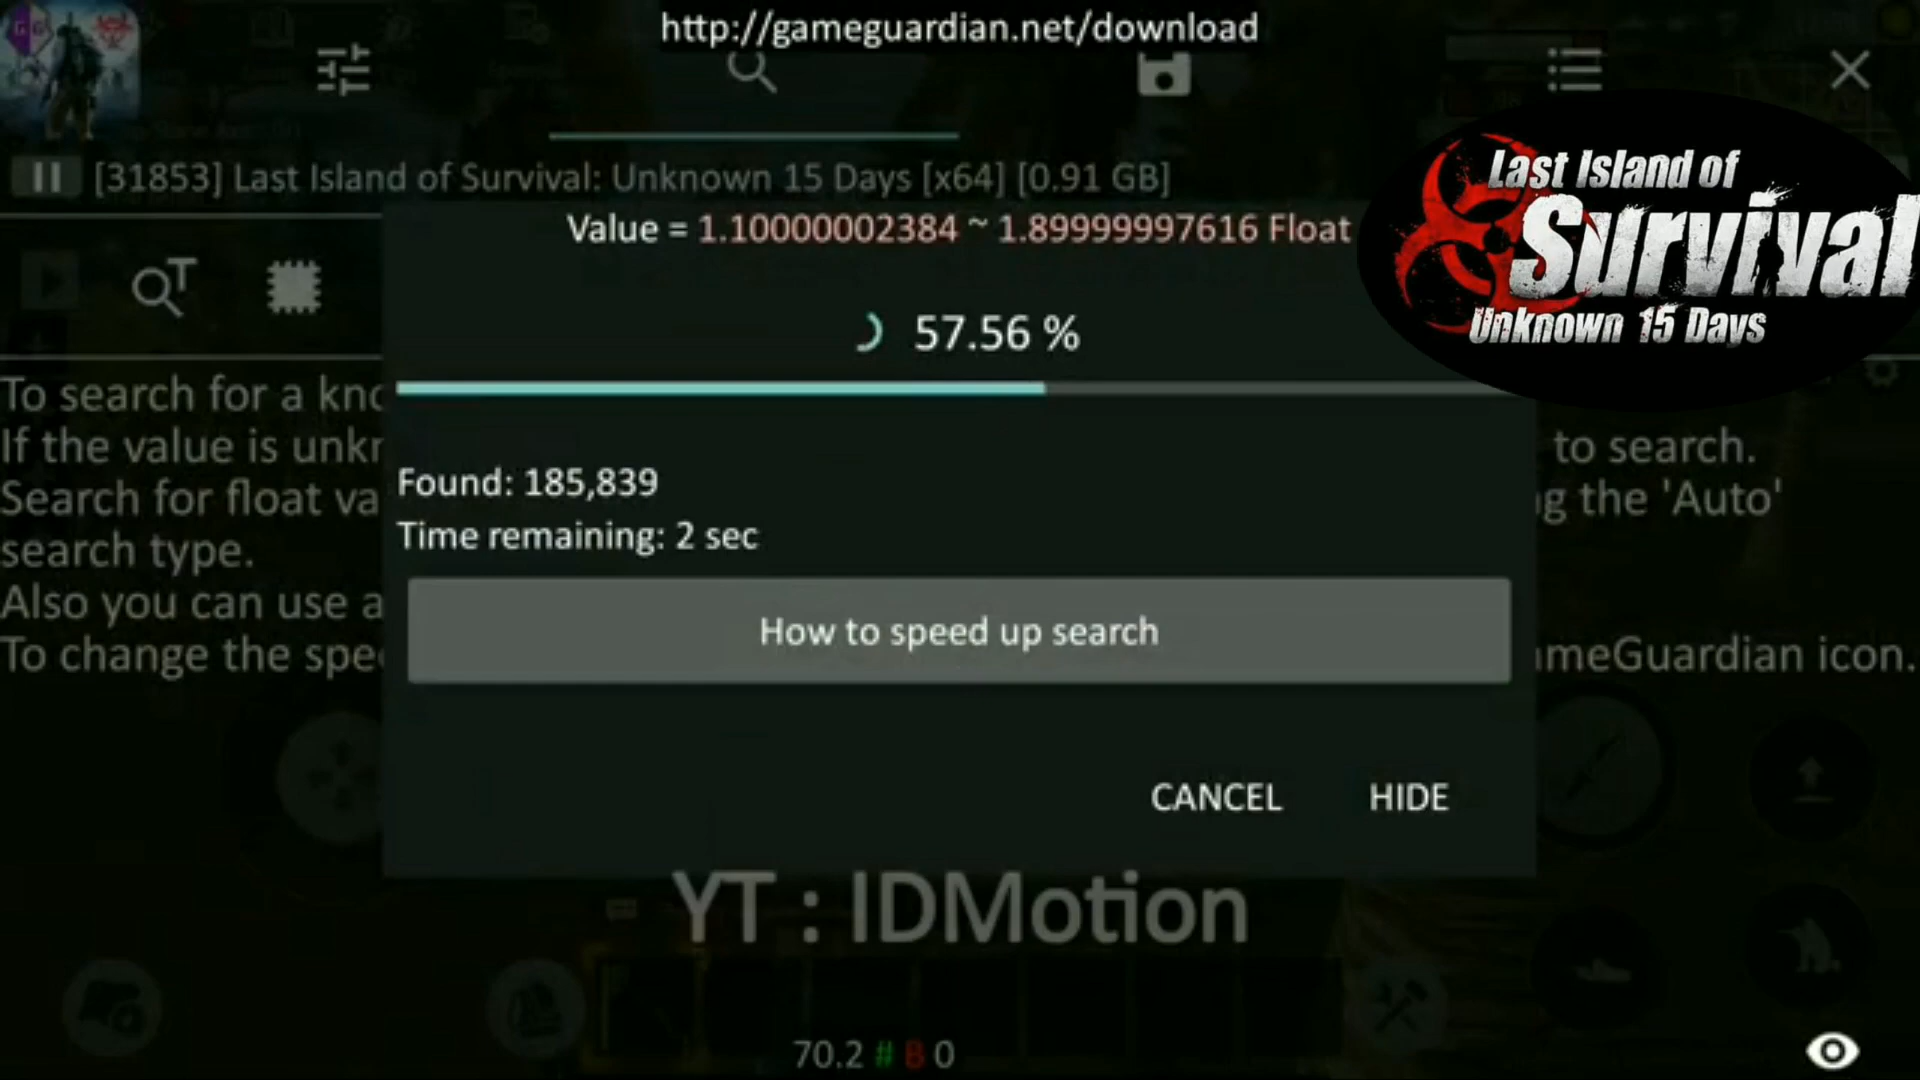 http://gameguardian.net/download
[31853] Last Island of Survival: Unknown 15 Days [x64] [0.91 GB]
Last Island of
Survival
Unknown 15 Days
Value = 1.10000002384 ~ 1.89999997616 Float
57.56 %
To search for a kno
If the value is unkr
to search.
Search for float va
g the 'Auto'
search type.
Also you can use a
To change the spe
ameGuardian icon.
Found: 185,839
Time remaining: 2 sec
How to speed up search
CANCEL
HIDE
YT : IDMotion
70.2 # B 0